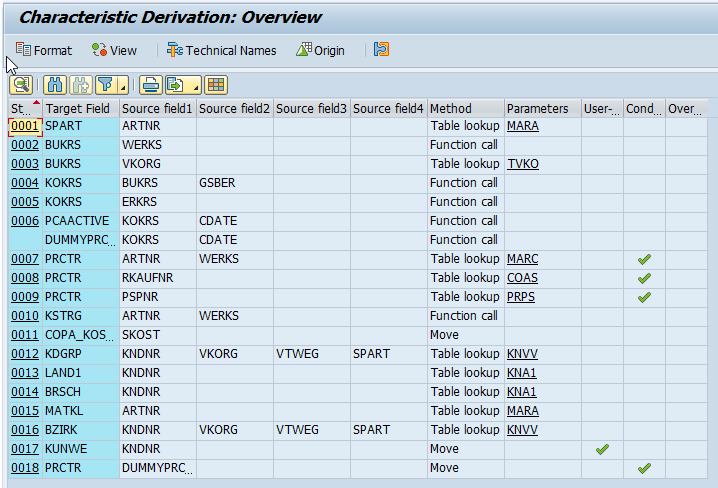 Characteristic Derivation: Overview
Format View Technical Names Origin
St... Target Field Source field1 Source field2 Source field3 Source field4 Method Parameters User-... Cond... Over...
0001 SPART ARTNR Table lookup MARA
0002 BUKRS WERKS Function call
0003 BUKRS VKORG Table lookup TVKO
0004 KOKRS BUKRS GSBER Function call
0005 KOKRS ERKRS Function call
0006 PCAACTIVE KOKRS CDATE Function call
DUMMYPRC... KOKRS CDATE Function call
0007 PRCTR ARTNR WERKS Table lookup MARC
0008 PRCTR RKAUFNR Table lookup COAS
0009 PRCTR PSPNR Table lookup PRPS
0010 KSTRG ARTNR WERKS Function call
0011 COPA_KOS... SKOST Move
0012 KDGRP KNDNR VKORG VTWEG SPART Table lookup KNVV
0013 LAND1 KNDNR Table lookup KNA1
0014 BRSCH KNDNR Table lookup KNA1
0015 MATKL ARTNR Table lookup MARA
0016 BZIRK KNDNR VKORG VTWEG SPART Table lookup KNVV
0017 KUNWE KNDNR Move
0018 PRCTR DUMMYPRC... Move